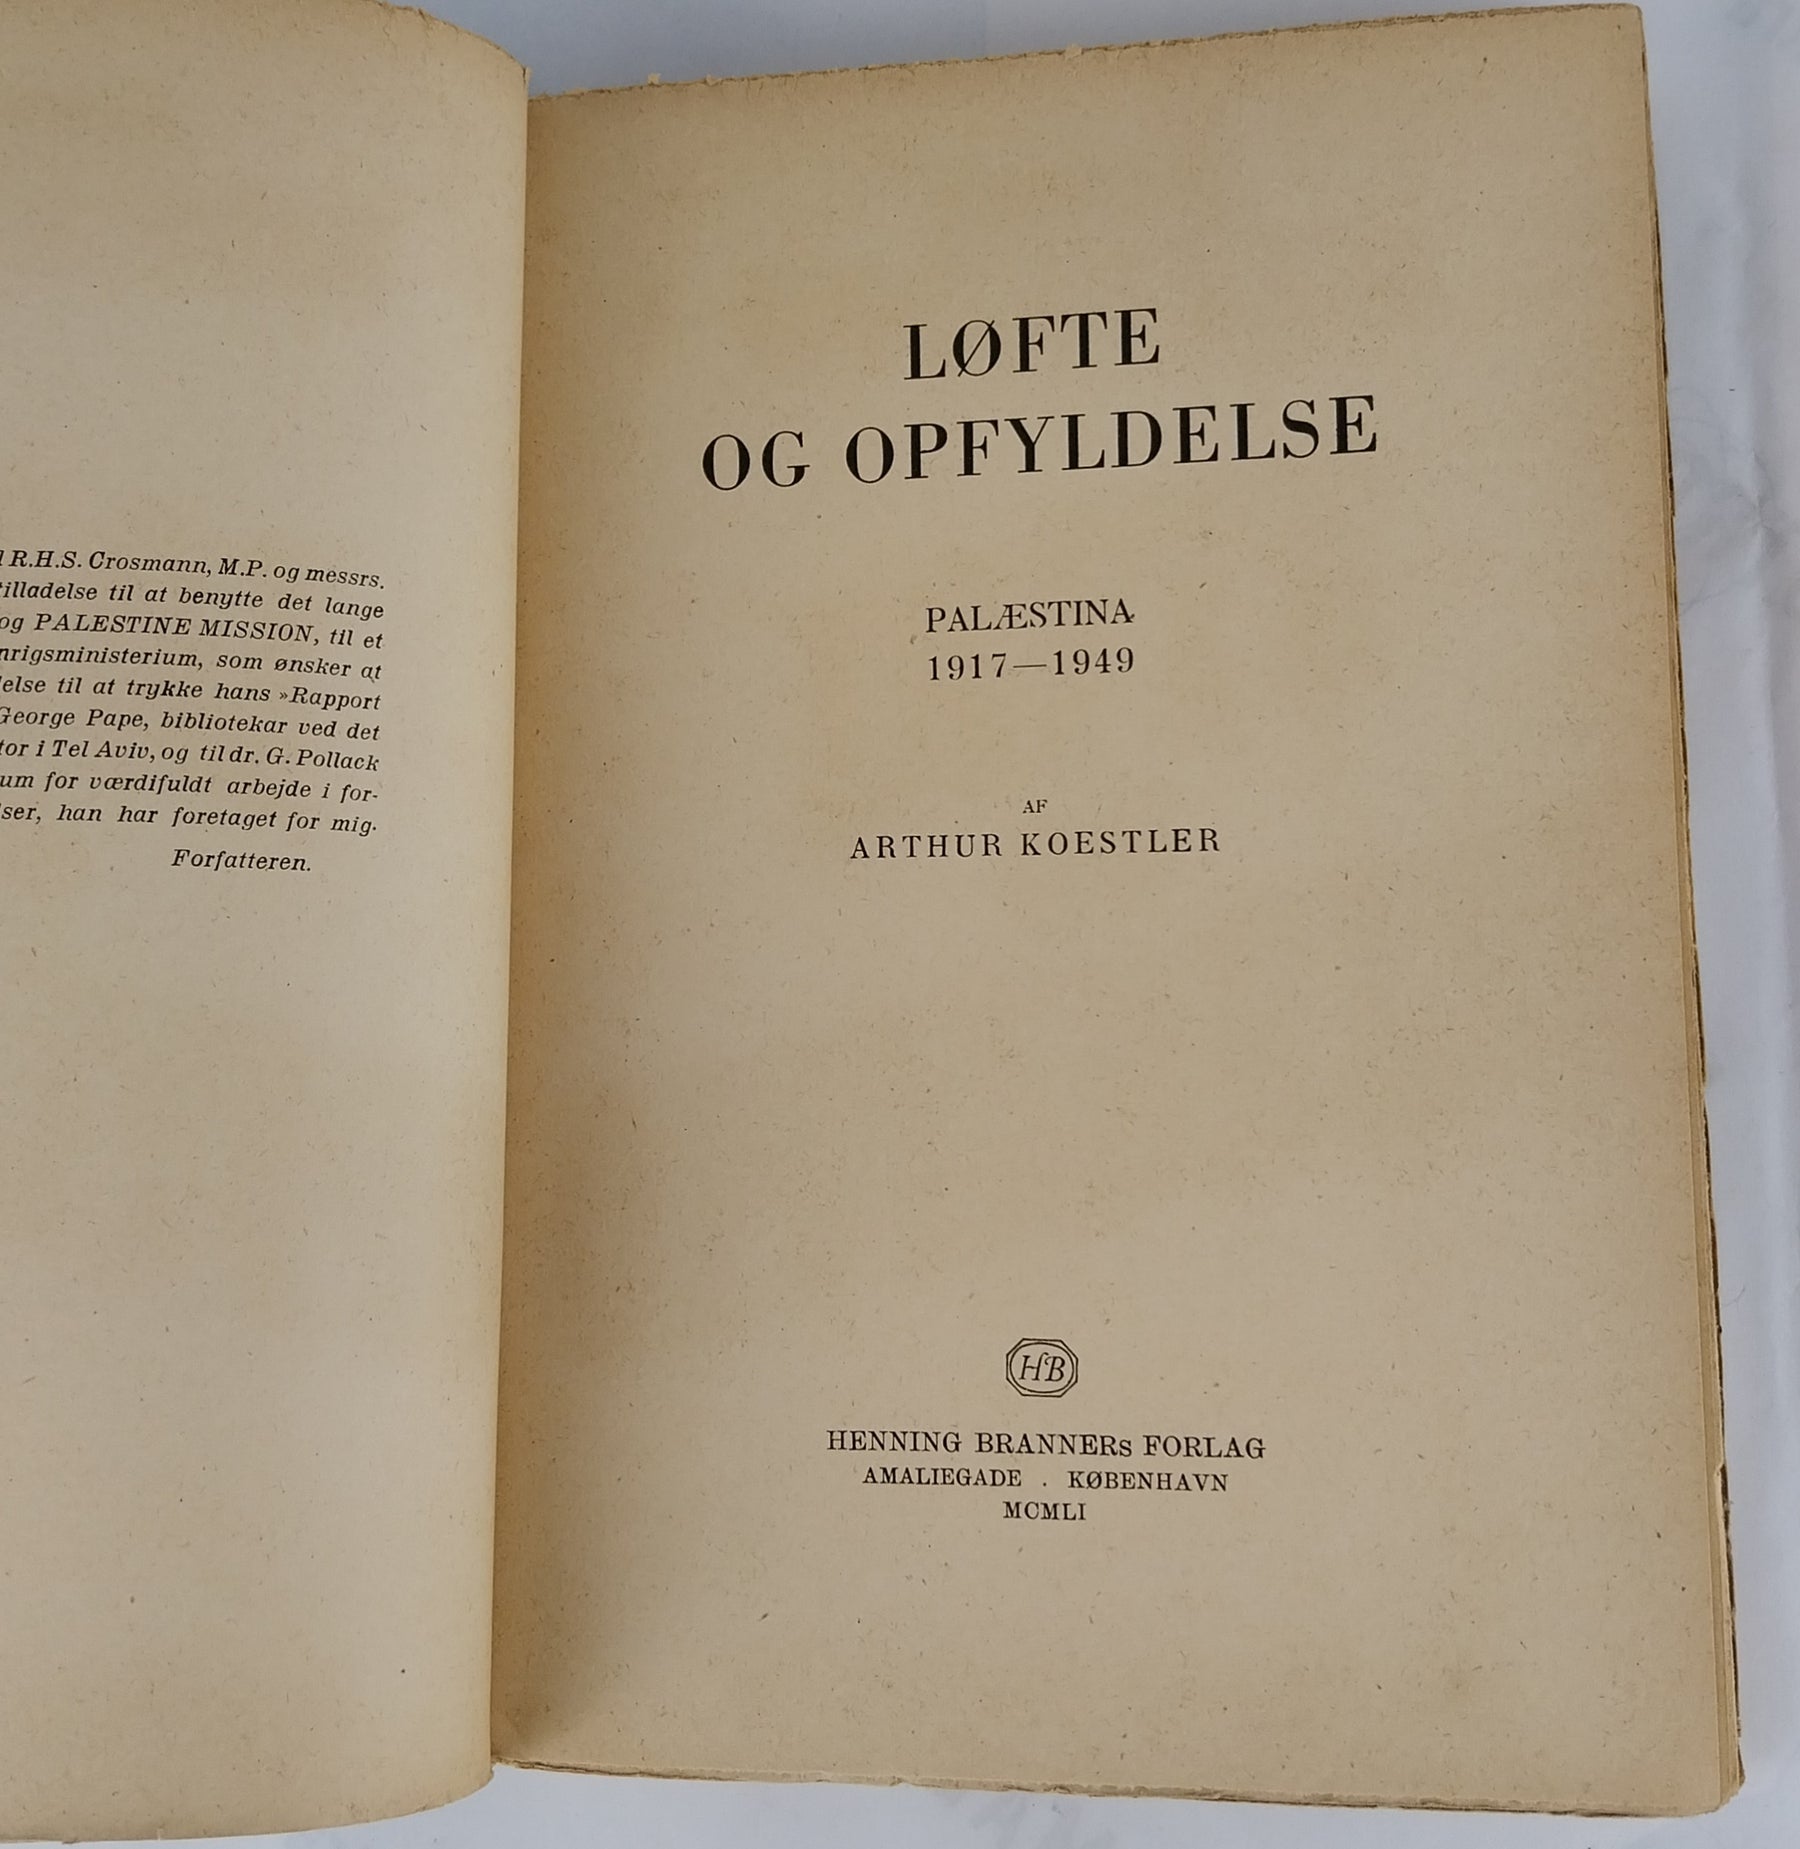 R.H.S. Crosmann, M.P. og messrs.
tilladelse til at benytte det lange
og PALESTINE MISSION, til et
nrigsministerium, som ønsker at
else til at trykke hans »Rapport
George Pape, bibliotekar ved det
tor i Tel Aviv, og til dr. G. Pollack
um for værdifuldt arbejde i for-
lser, han har foretaget for mig.
Forfatteren.
LØFTE
OG OPFYLDELSE
PALÆSTINA
1917—1949
AF
ARTHUR KOESTLER
HB
HENNING BRANNERs FORLAG
AMALIEGADE . KØBENHAVN
MCMLI